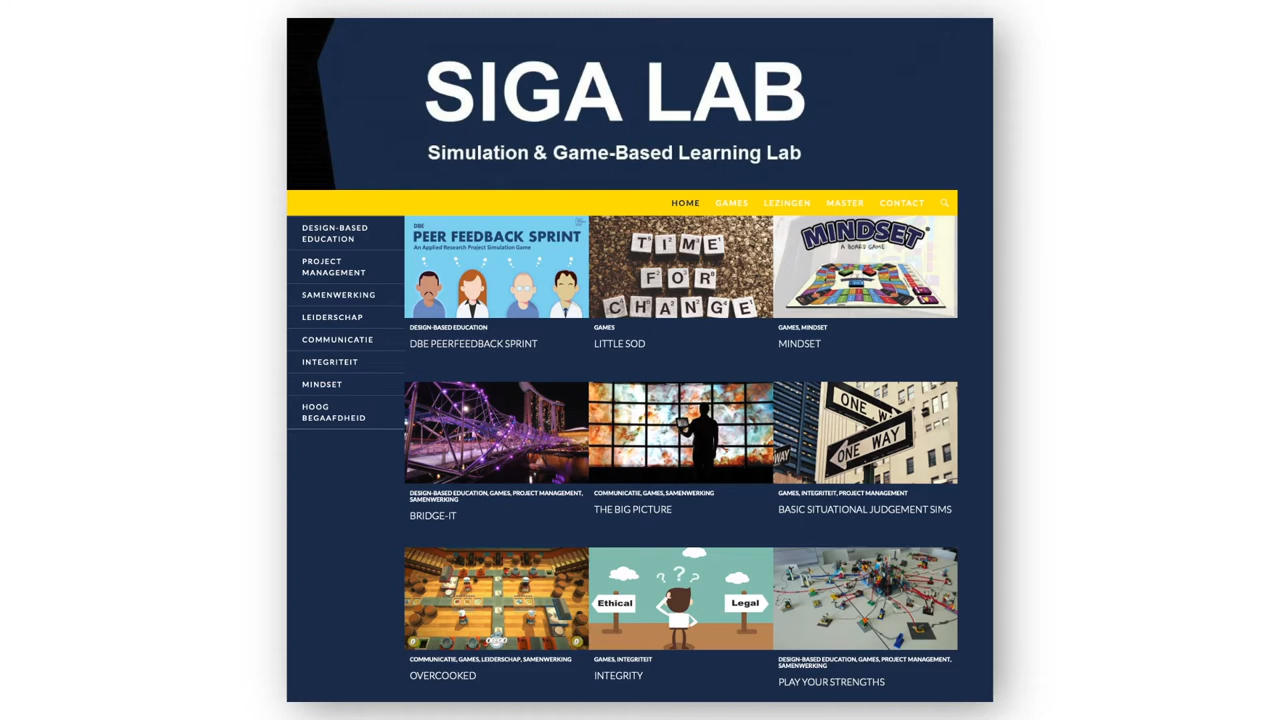 SIGA LAB
Simulation & Game-Based Learning Lab
HOME GAMES LEZINGEN MASTER CONTACT
DESIGN-BASED
EDUCATION
PROJECT
MANAGEMENT
SAMENWERKING
LEIDERSCHAP
COMMUNICATIE
INTEGRITEIT
MINDSET
HOOG
BEGAAFDHEID
DBE
PEER FEEDBACK SPRINT
An Applied Research Project Simulation Game
DESIGN-BASED EDUCATION
DBE PEERFEEDBACK SPRINT
TIME
FOR
CHANGE
GAMES
LITTLE SOD
MINDSET
A BOARD GAME
GAMES, MINDSET
MINDSET
DESIGN-BASED EDUCATION, GAMES, PROJECT MANAGEMENT,
SAMENWERKING
BRIDGE-IT
COMMUNICATIE, GAMES, SAMENWERKING
THE BIG PICTURE
ONE WAY
ONE WAY
WAY
GAMES, INTEGRITEIT, PROJECT MANAGEMENT
BASIC SITUATIONAL JUDGEMENT SIMS
COMMUNICATIE, GAMES, LEIDERSCHAP, SAMENWERKING
OVERCOOKED
? ? ?
Ethical
Legal
GAMES, INTEGRITEIT
INTEGRITY
DESIGN-BASED EDUCATION, GAMES, PROJECT MANAGEMENT,
SAMENWERKING
PLAY YOUR STRENGTHS